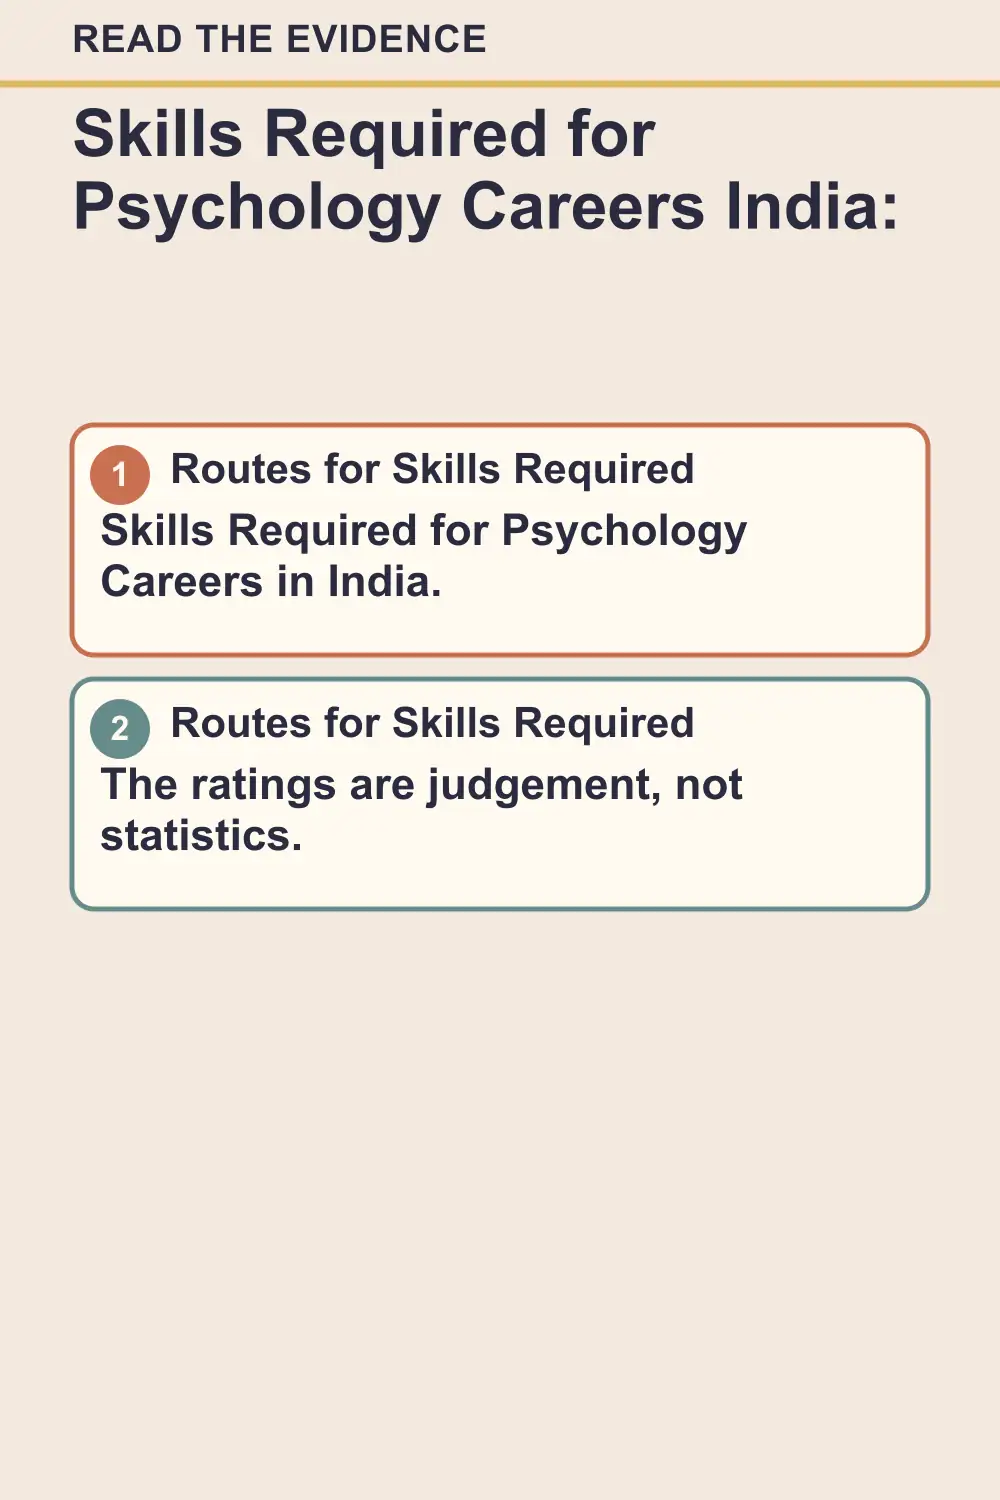 READ THE EVIDENCE
Skills Required for
Psychology Careers India:
1 Routes for Skills Required
Skills Required for Psychology
Careers in India.
2 Routes for Skills Required
The ratings are judgement, not
statistics.